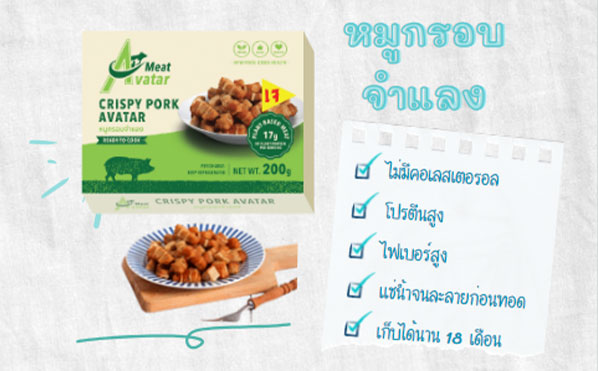 หมูกรอบ
จำแลง
Meat
Avatar
CRISPY PORK
AVATAR
หมูกรอบจำแลง
READY TO COOK
เจ
PLANT-BASED MEAT
17g
NET WT. 200g
Meat
Avatar
CRISPY PORK AVATAR
ไม่มีคอเลสเตอรอล
โปรตีนสูง
ไฟเบอร์สูง
แช่น้ำจนละลายก่อนทอด
เก็บได้นาน 18 เดือน